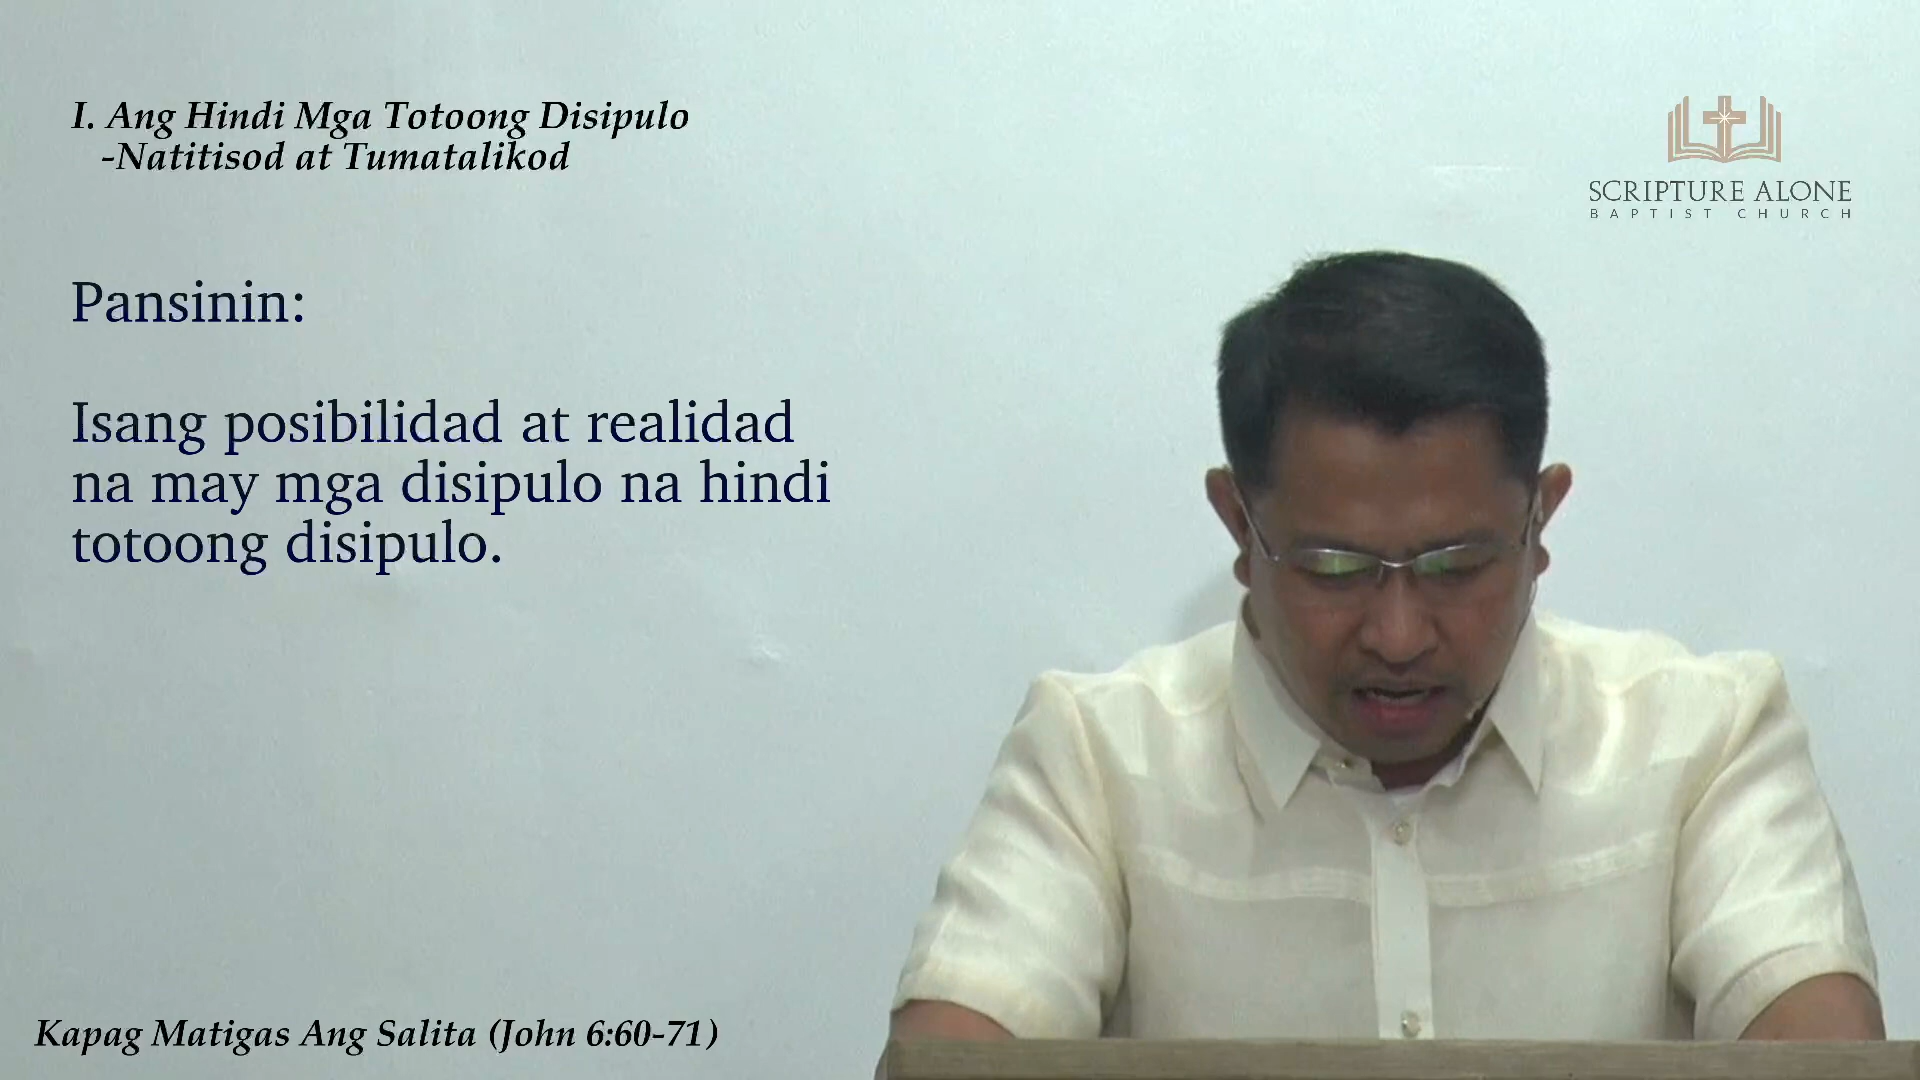 I. Ang Hindi Mga Totoong Disipulo
-Natitisod at Tumatalikod
SCRIPTURE ALONE
BAPTIST CHURCH
Pansinin:
Isang posibilidad at realidad
na may mga disipulo na hindi
totoong disipulo.
Kapag Matigas Ang Salita (John 6:60-71)